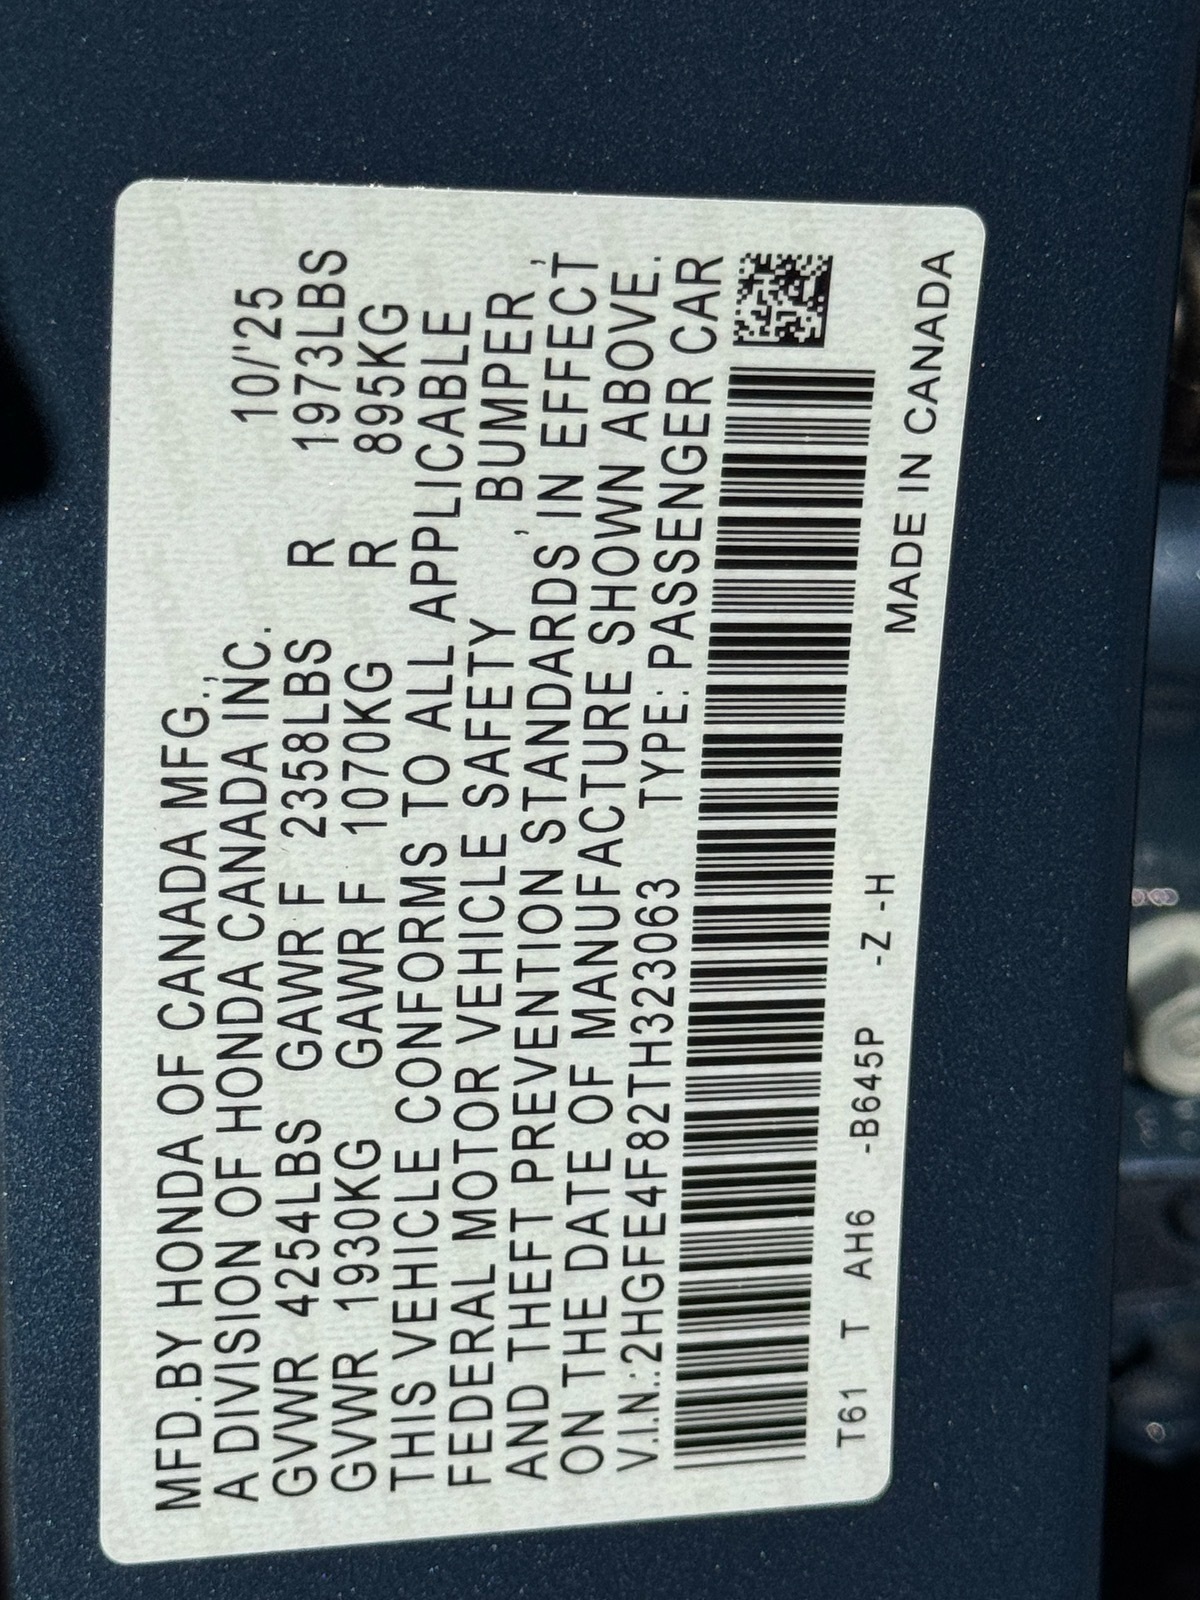 MFD.BY HONDA OF CANADA MFG.,
A DIVISION OF HONDA CANADA INC. 10/'25
GVWR 4254LBS GAWR F 2358LBS R 1973LBS
GVWR 1930KG GAWR F 1070KG R 895KG
THIS VEHICLE CONFORMS TO ALL APPLICABLE
FEDERAL MOTOR VEHICLE SAFETY , BUMPER ,
AND THEFT PREVENTION STANDARDS IN EFFECT
ON THE DATE OF MANUFACTURE SHOWN ABOVE.
V.I.N.:2HGFE4F82TH323063 TYPE: PASSENGER CAR
T61 T AH6 -B645P -Z -H MADE IN CANADA